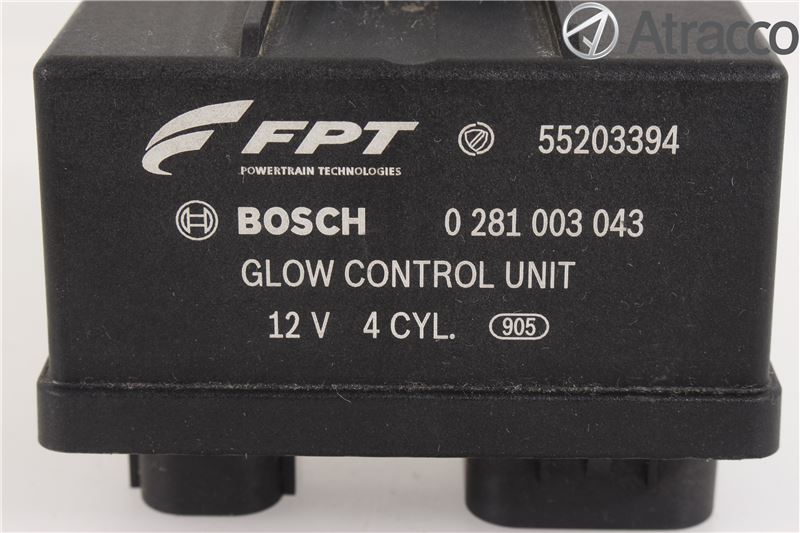 Atracco
FPT 55203394
POWERTRAIN TECHNOLOGIES
BOSCH 0 281 003 043
GLOW CONTROL UNIT
12 V 4 CYL. 905